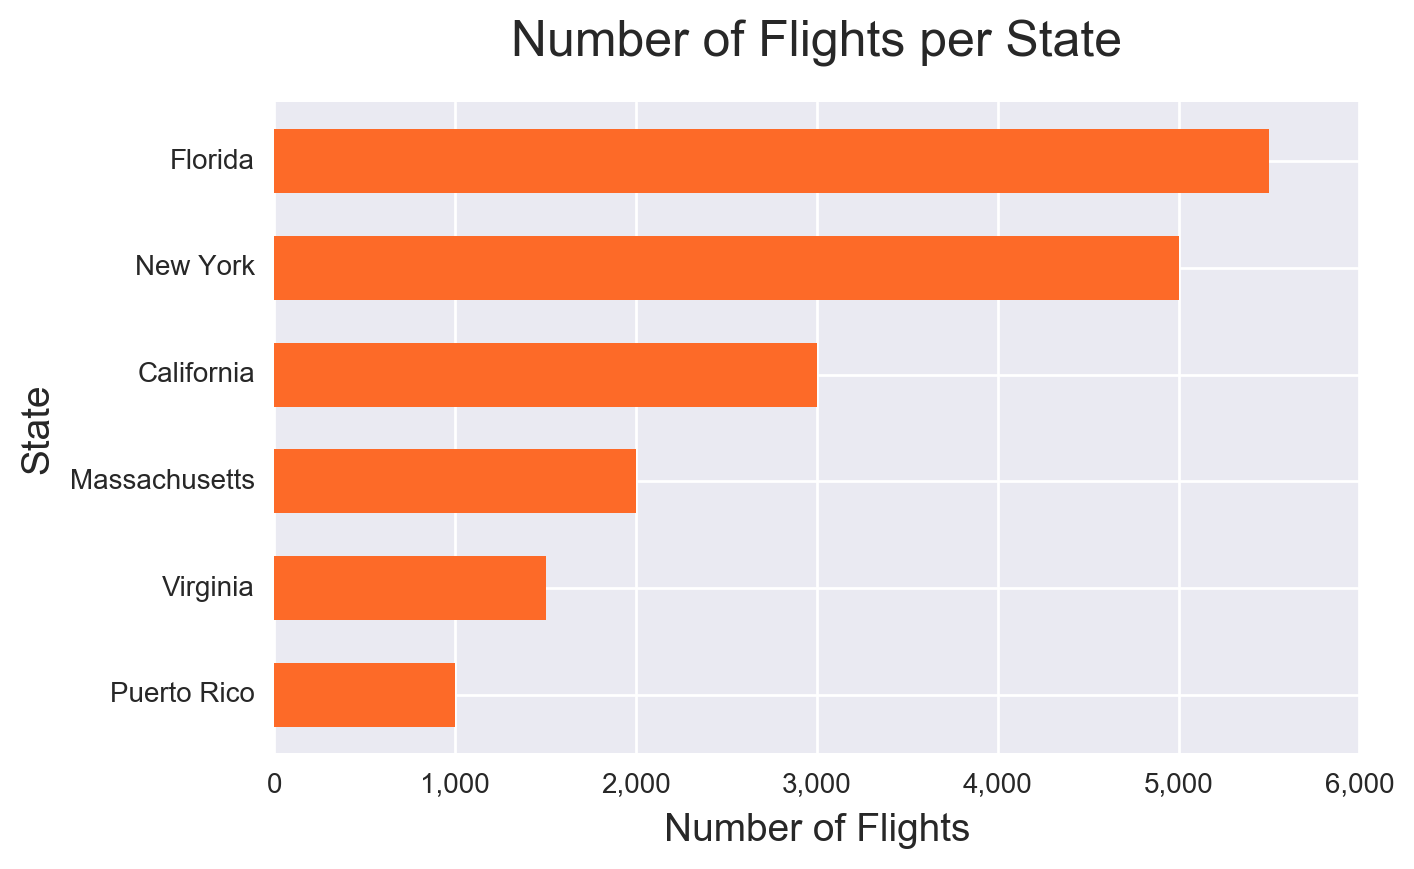 Number of Flights per State
Florida
New York
California
Massachusetts
Virginia
Puerto Rico
State
0 1,000 2,000 3,000 4,000 5,000 6,000
Number of Flights